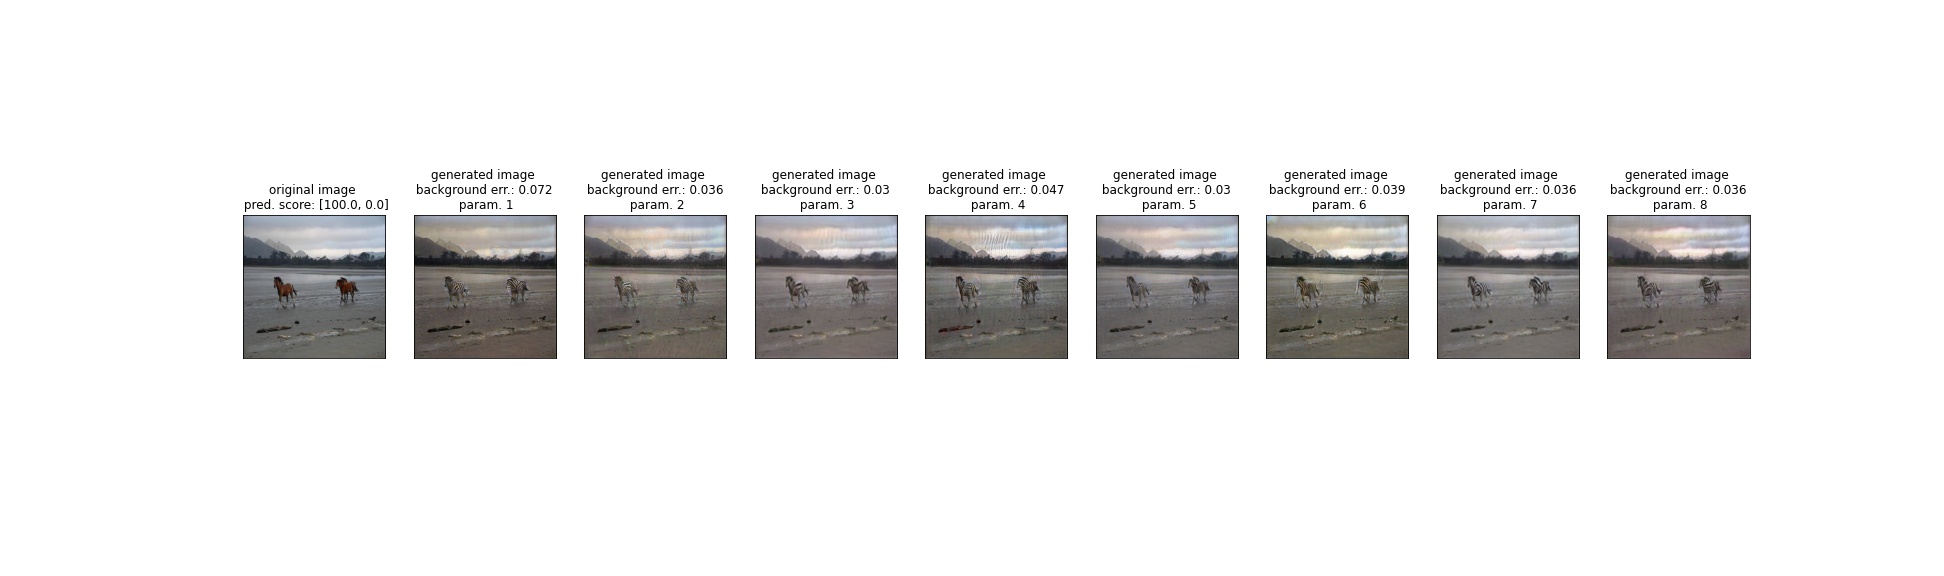 original image
pred. score: [100.0, 0.0]
generated image
background err.: 0.072
param. 1
generated image
background err.: 0.036
param. 2
generated image
background err.: 0.03
param. 3
generated image
background err.: 0.047
param. 4
generated image
background err.: 0.03
param. 5
generated image
background err.: 0.039
param. 6
generated image
background err.: 0.036
param. 7
generated image
background err.: 0.036
param. 8